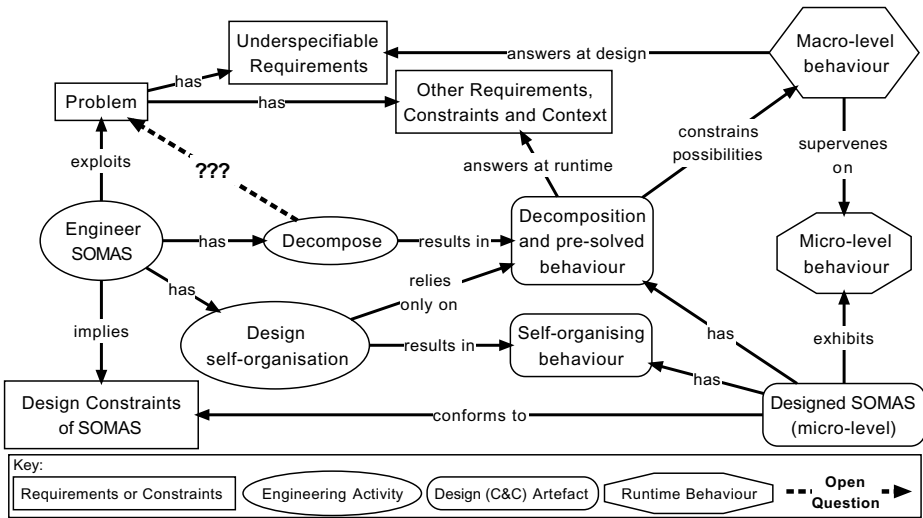 Underspecifiable
Requirements
answers at design
Macro-level
behaviour
has
Problem
has
Other Requirements,
Constraints and Context
exploits
???
answers at runtime
constrains
possibilities
supervenes
on
Engineer
SOMAS
has
Decompose
results in
Decomposition
and pre-solved
behaviour
Micro-level
behaviour
has
relies
only on
implies
Design
self-organisation
results in
Self-organising
behaviour
has
has
exhibits
Design Constraints
of SOMAS
conforms to
Designed SOMAS
(micro-level)
Key:
Requirements or Constraints
Engineering Activity
Design (C&C) Artefact
Runtime Behaviour
Open
Question